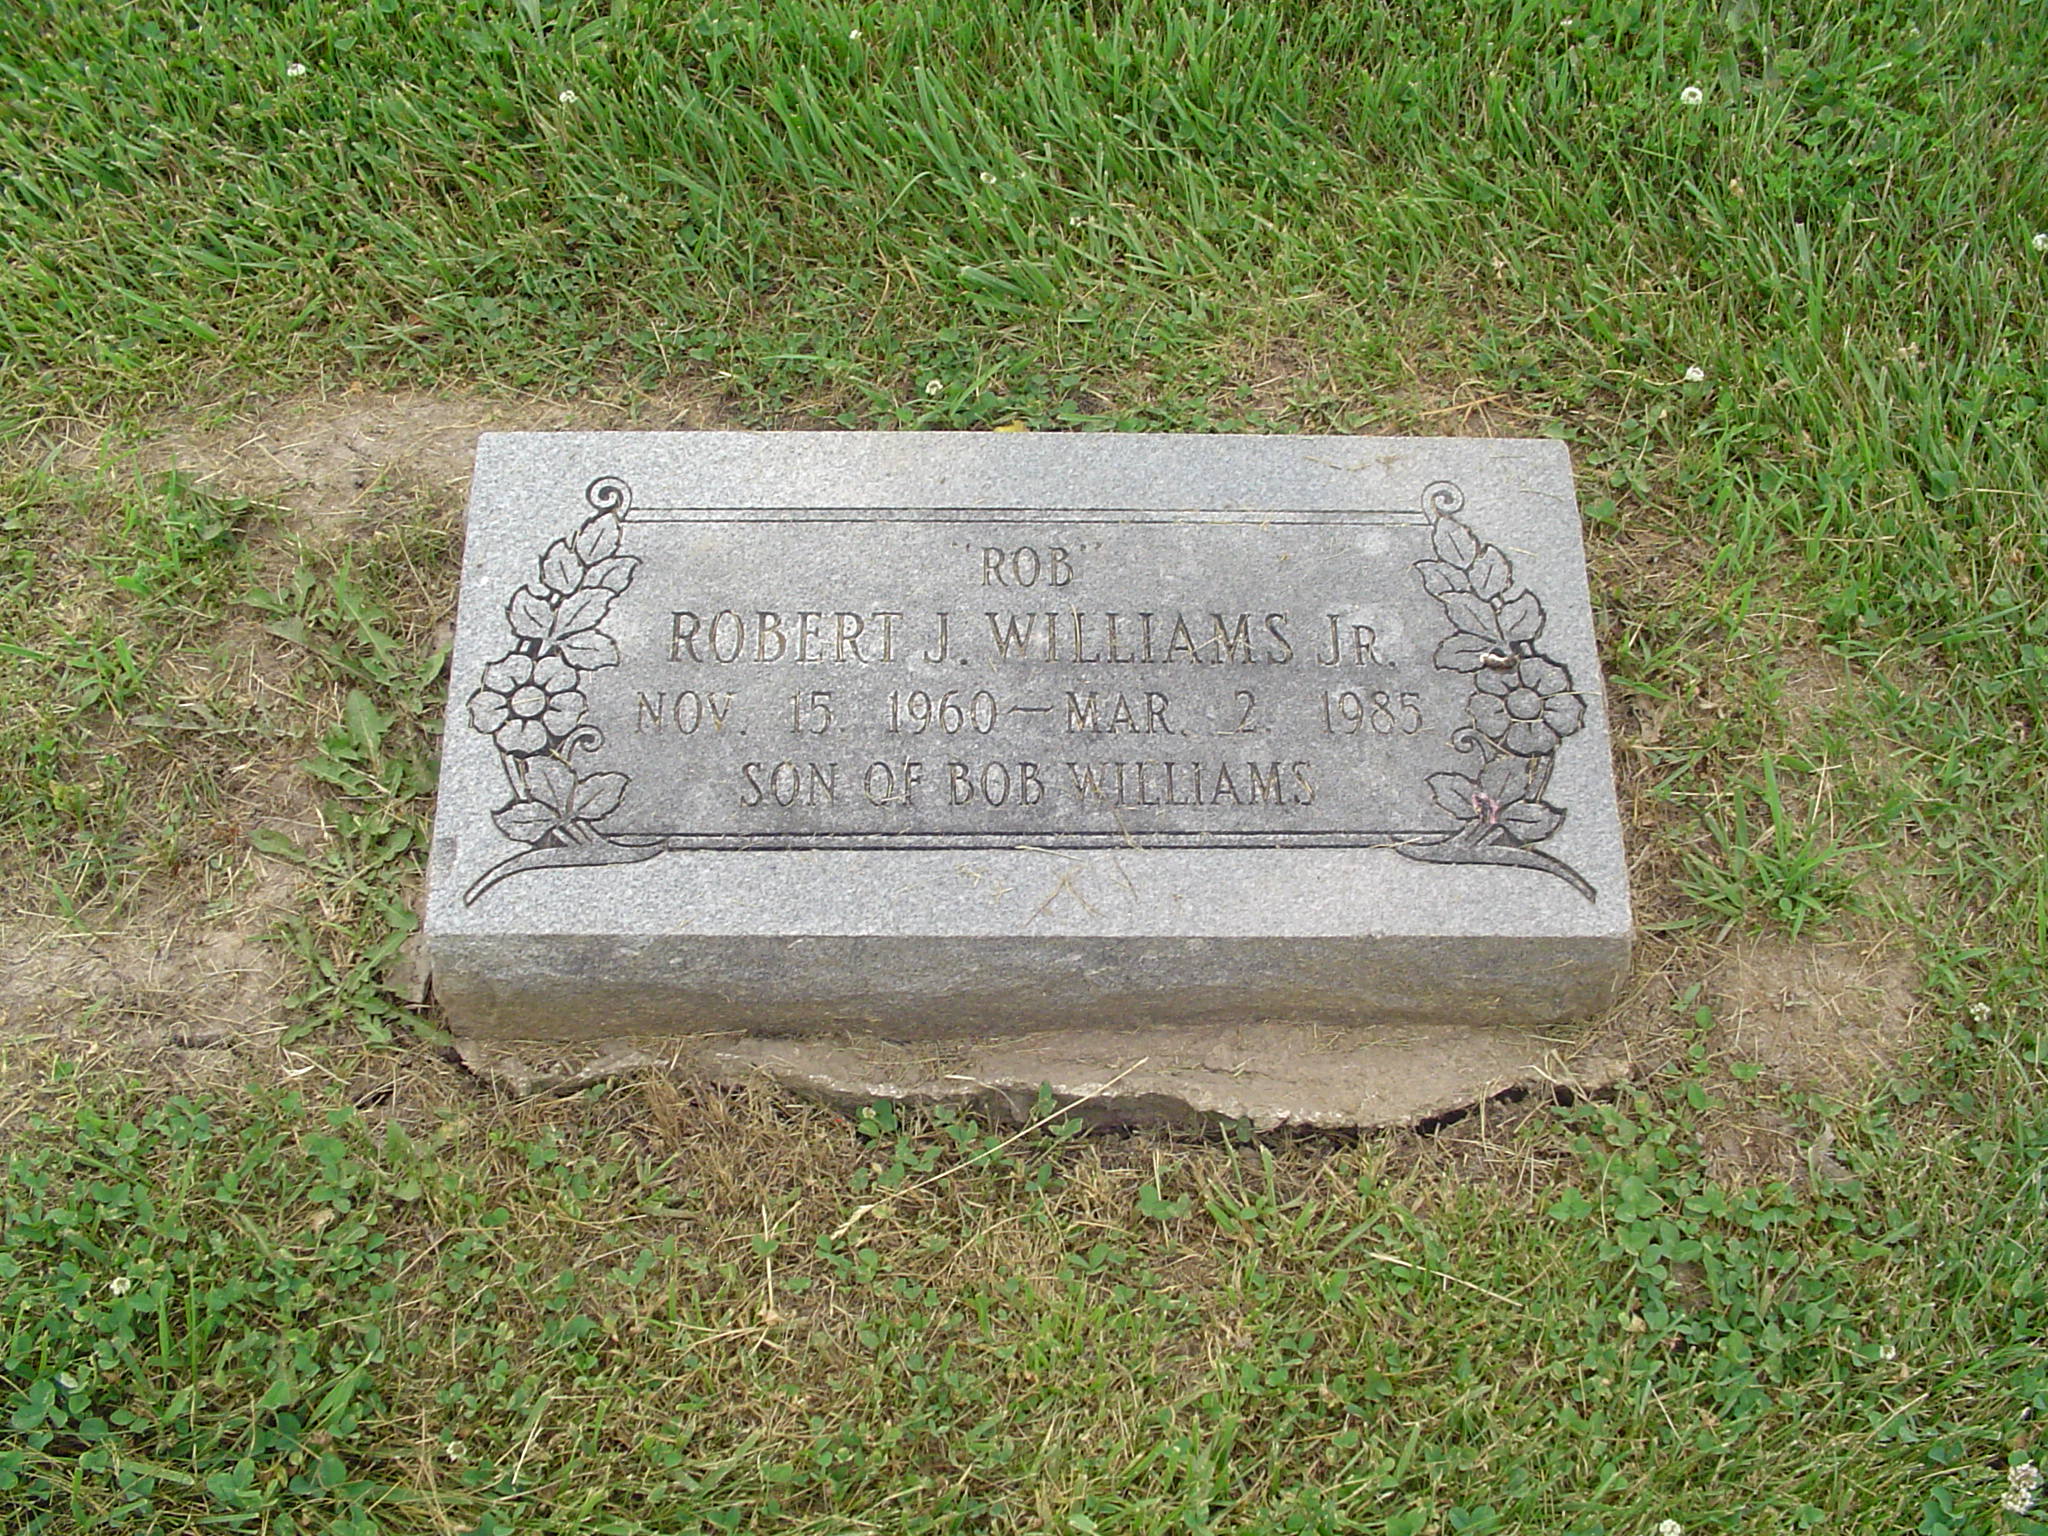 "ROB"
ROBERT J. WILLIAMS JR.
NOV. 15. 1960 — MAR. 2. 1985
SON OF BOB WILLIAMS